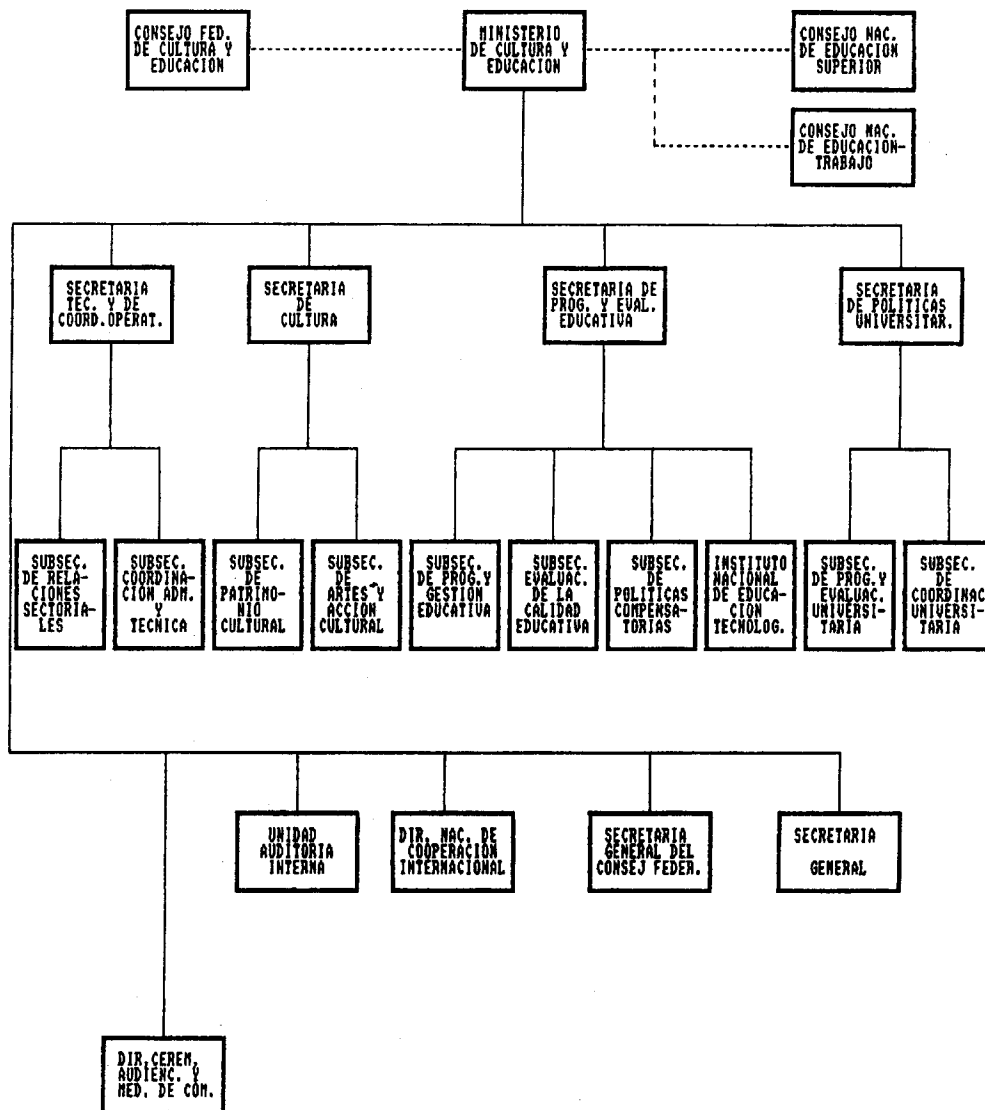 CONSEJO FED.
DE CULTURA Y
EDUCACION
MINISTERIO
DE CULTURA Y
EDUCACION
CONSEJO NAC.
DE EDUCACION
SUPERIOR
CONSEJO NAC.
DE EDUCACION-
TRABAJO
SECRETARIA
TEC. Y DE
COORD.OPERAT.
SECRETARIA
DE
CULTURA
SECRETARIA DE
PROG. Y EVAL.
EDUCATIVA
SECRETARIA
DE POLITICAS
UNIVERSITAR.
SUBSEC.
DE RELA-
CIONES
SECTORIA-
LES
SUBSEC.
COORDINA-
CION ADM.
Y
TECNICA
SUBSEC.
DE
PATRIMO-
NIO
CULTURAL
SUBSEC.
DE
ARTES Y
ACCION
CULTURAL
SUBSEC.
DE PROG.Y
GESTION
EDUCATIVA
SUBSEC.
EVALUAC.
DE LA
CALIDAD
EDUCATIVA
SUBSEC.
DE
POLITICAS
COMPENSA-
TORIAS
INSTITUTO
NACIONAL
DE EDUCA-
CION
TECNOLOG.
SUBSEC.
DE PROG.Y
EVALUAC.
UNIVERSI-
TARIA
SUBSEC.
DE
COORDINAC
UNIVERSI-
TARIA
UNIDAD
AUDITORIA
INTERNA
DIR. NAC. DE
COOPERACION
INTERNACIONAL
SECRETARIA
GENERAL DEL
CONSEJ FEDER.
SECRETARIA
GENERAL
DIR.CEREM,
AUDIENC. Y
MED. DE COM.